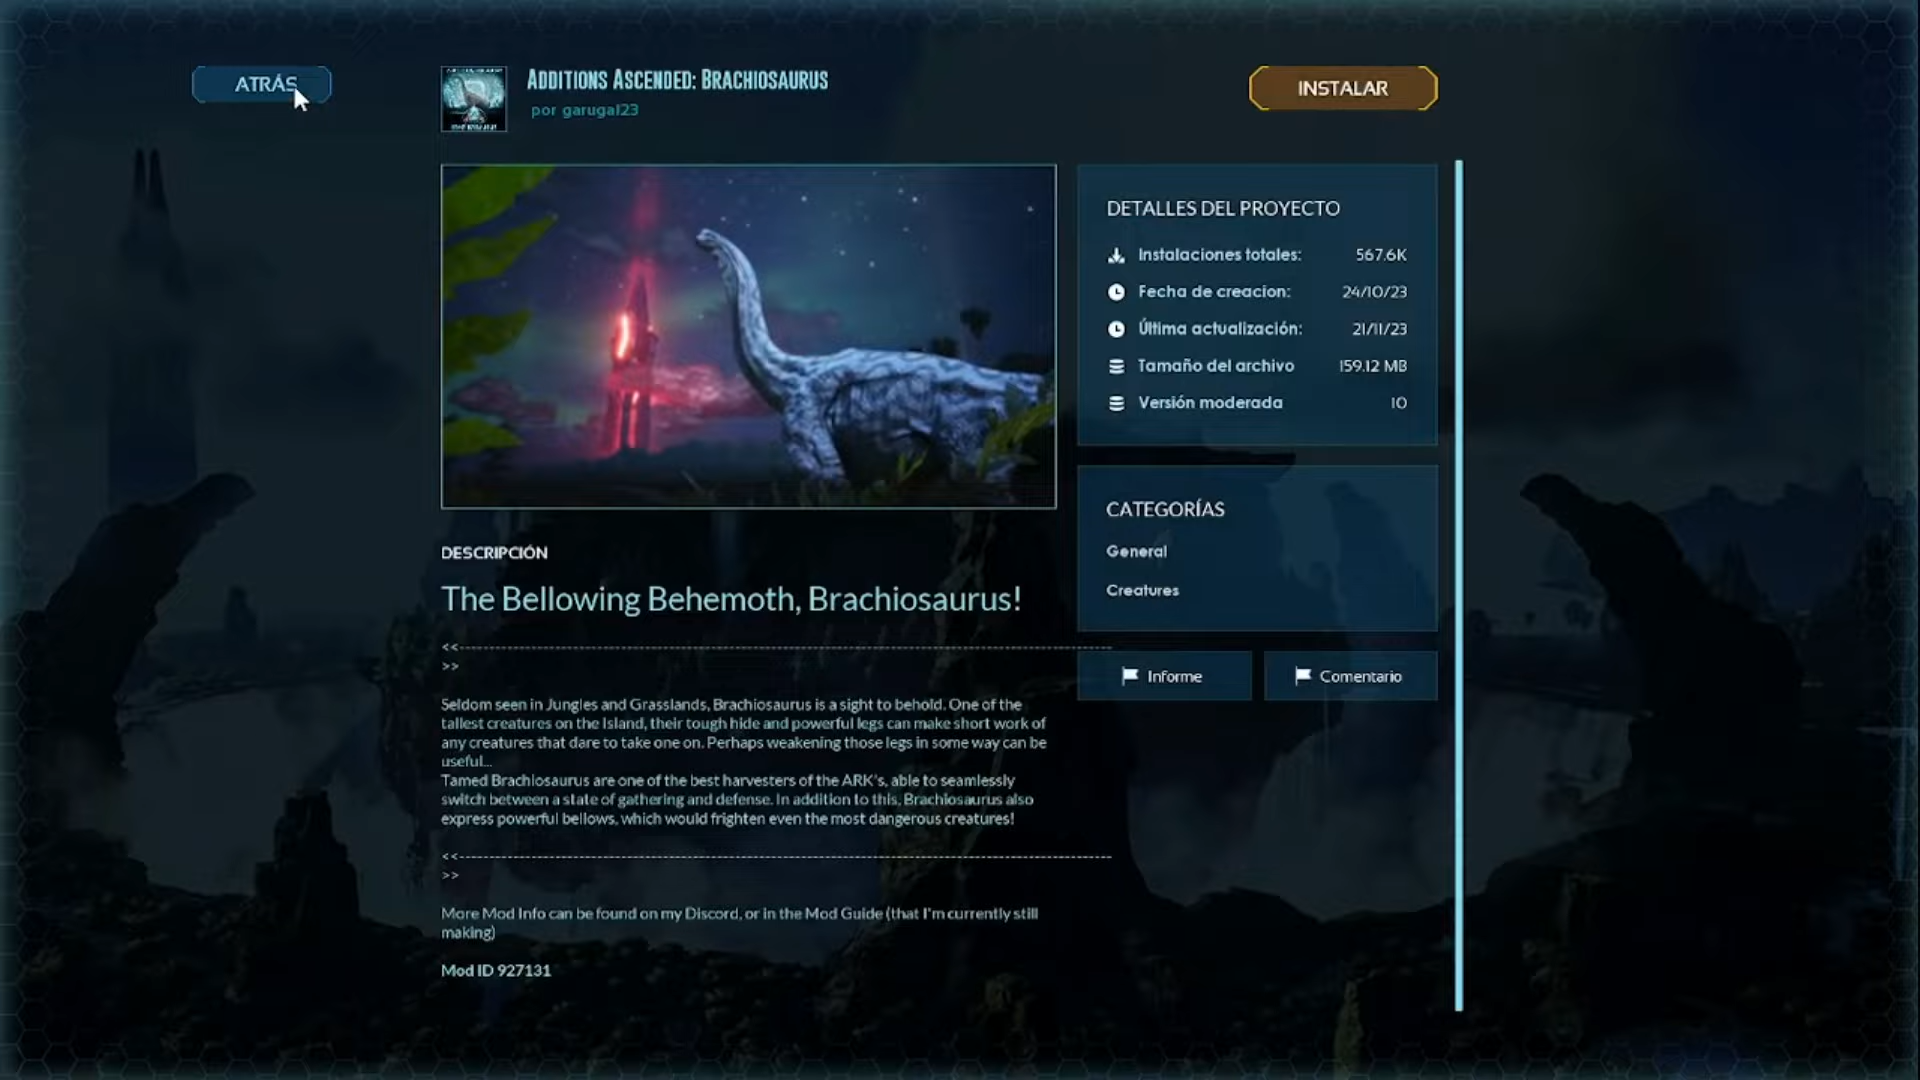 ATRÁS
ADDITIONS ASCENDED: BRACHIOSAURUS
por garugal23
INSTALAR
DETALLES DEL PROYECTO
Instalaciones totales: 567.6K
Fecha de creacion: 24/10/23
Última actualización: 21/11/23
Tamaño del archivo 159.12 MB
Versión moderada 10
CATEGORÍAS
General
Creatures
Informe
Comentario
DESCRIPCIÓN
The Bellowing Behemoth, Brachiosaurus!
<<--------------------------------------------------------------------------------------------------------------
>>
Seldom seen in Jungles and Grasslands, Brachiosaurus is a sight to behold. One of the
tallest creatures on the Island, their tough hide and powerful legs can make short work of
any creatures that dare to take one on. Perhaps weakening those legs in some way can be
useful...
Tamed Brachiosaurus are one of the best harvesters of the ARK's, able to seamlessly
switch between a state of gathering and defense. In addition to this, Brachiosaurus also
express powerful bellows, which would frighten even the most dangerous creatures!
<<--------------------------------------------------------------------------------------------------------------
>>
More Mod Info can be found on my Discord, or in the Mod Guide (that I'm currently still
making)
Mod ID 927131